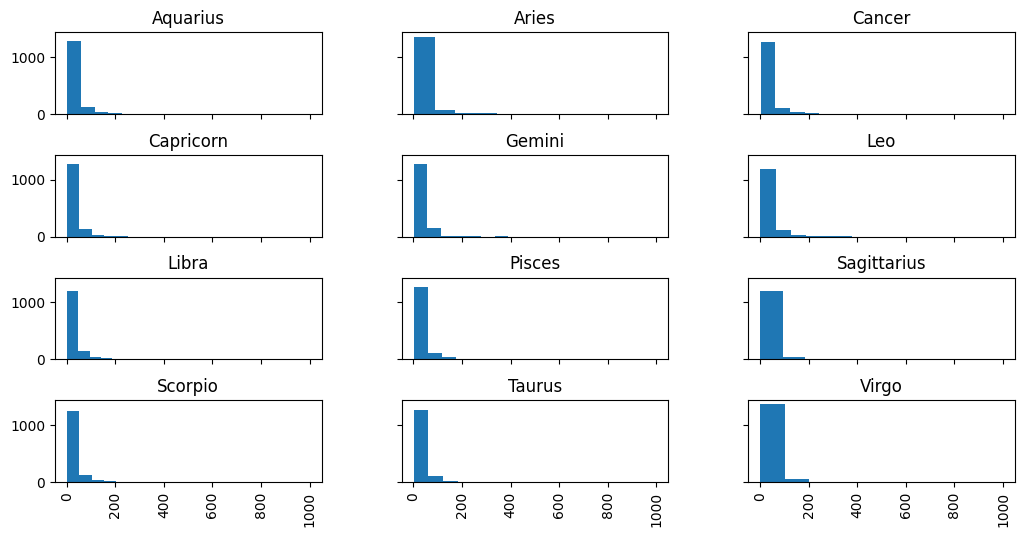 Aquarius Aries Cancer
1000
0
Capricorn Gemini Leo
1000
0
Libra Pisces Sagittarius
1000
0
Scorpio Taurus Virgo
1000
0
0 200 400 600 800 1000 0 200 400 600 800 1000 0 200 400 600 800 1000